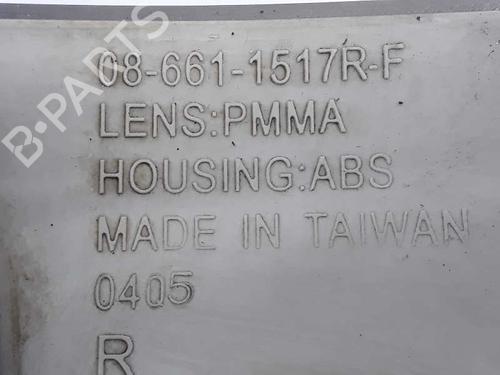 B-PARTS
08-661-1517R-F
LENS:PMMA
HOUSING:ABS
MADE IN TAIWAN
0405
R